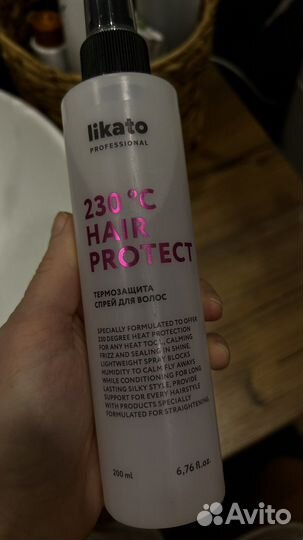 likato
PROFESSIONAL
230 °C
HAIR
PROTECT
ТЕРМОЗАЩИТА
СПРЕЙ ДЛЯ ВОЛОС
SPECIALLY FORMULATED TO OFFER
230 DEGREE HEAT PROTECTION
FOR ANY HEAT TOOL, CALMING
FRIZZ AND SEALING IN SHINE.
LIGHTWEIGHT SPRAY BLOCKS
HUMIDITY TO CALM FLY AWAYS
WHILE CONDITIONING FOR LONG
LASTING SILKY STYLE, PROVIDE
SUPPORT FOR EVERY HAIRSTYLE
WITH PRODUCTS SPECIALLY
FORMULATED FOR STRAIGHTENING.
200 ml
6,76 fl.oz.
Avito